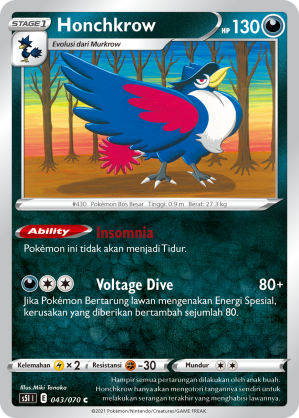 STAGE 1
Honchkrow
HP 130
Evolusi dari Murkrow
#430 Pokémon Bos Besar Tinggi: 0.9 m Berat: 27.3 kg
Ability Insomnia
Pokémon ini tidak akan menjadi Tidur.
Voltage Dive 80+
Jika Pokémon Bertarung lawan mengenakan Energi Spesial,
kerusakan yang diberikan bertambah sejumlah 80.
Kelemahan ×2 Resistansi -30 Mundur
Illus. Miki Tanaka
s5I I E 043/070 C
Hampir semua perjuangan dilakukan oleh anak buah.
Honchkrow hanya akan mengotori tangannya sendiri untuk
melakukan serangan terakhir yang menghabisi lawannya.
©2021 Pokémon/Nintendo/Creatures/GAME FREAK